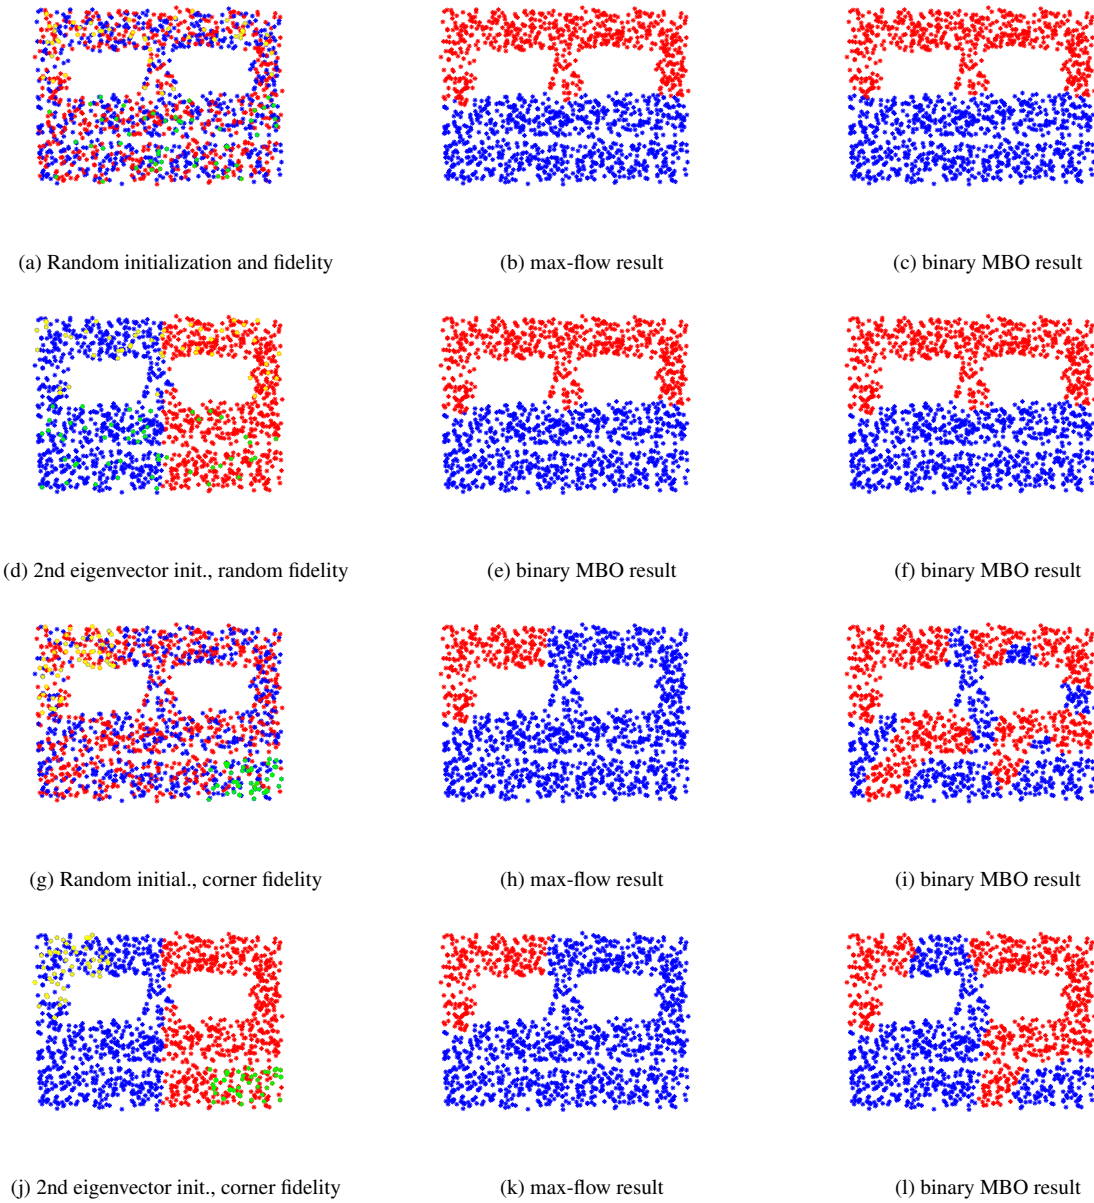 (a) Random initialization and fidelity
(b) max-flow result
(c) binary MBO result
(d) 2nd eigenvector init., random fidelity
(e) binary MBO result
(f) binary MBO result
(g) Random initial., corner fidelity
(h) max-flow result
(i) binary MBO result
(j) 2nd eigenvector init., corner fidelity
(k) max-flow result
(l) binary MBO result